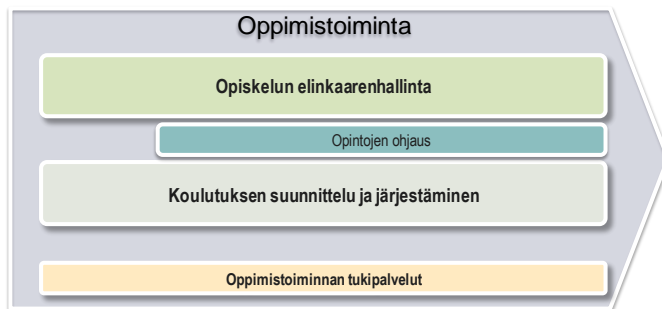 Oppimistoiminta
Opiskelun elinkaarenhallinta
Opintojen ohjaus
Koulutuksen suunnittelu ja järjestäminen
Oppimistoiminnan tukipalvelut